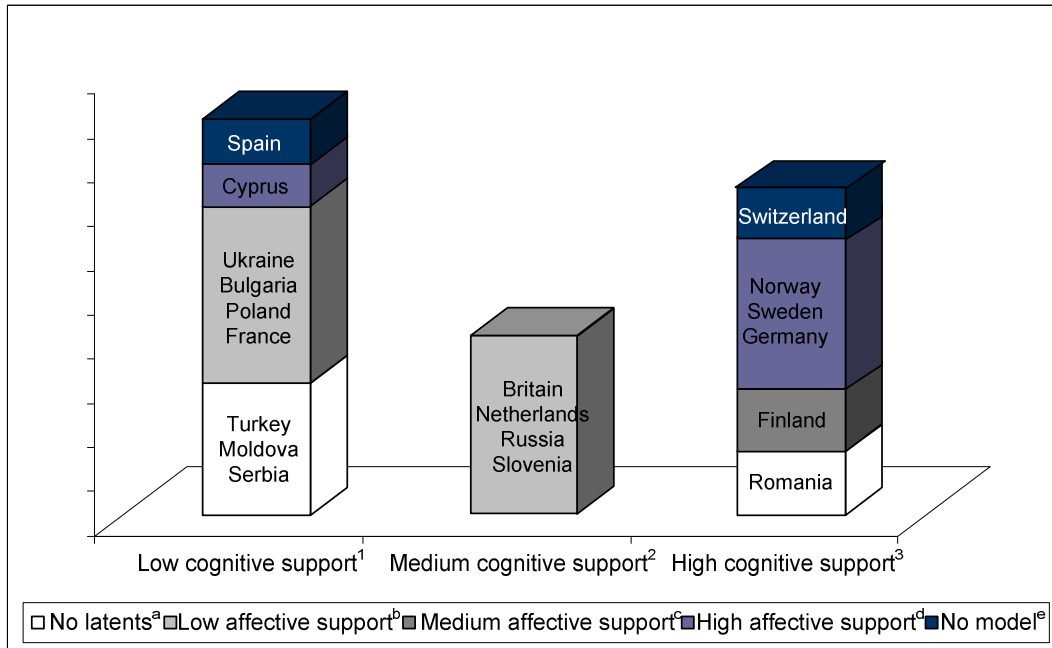 Spain
Cyprus
Ukraine
Bulgaria
Poland
France
Turkey
Moldova
Serbia
Britain
Netherlands
Russia
Slovenia
Switzerland
Norway
Sweden
Germany
Finland
Romania
Low cognitive support¹ Medium cognitive support² High cognitive support³
No latentsᵃ Low affective supportᵇ Medium affective supportᶜ High affective supportᵈ No modelᵉ